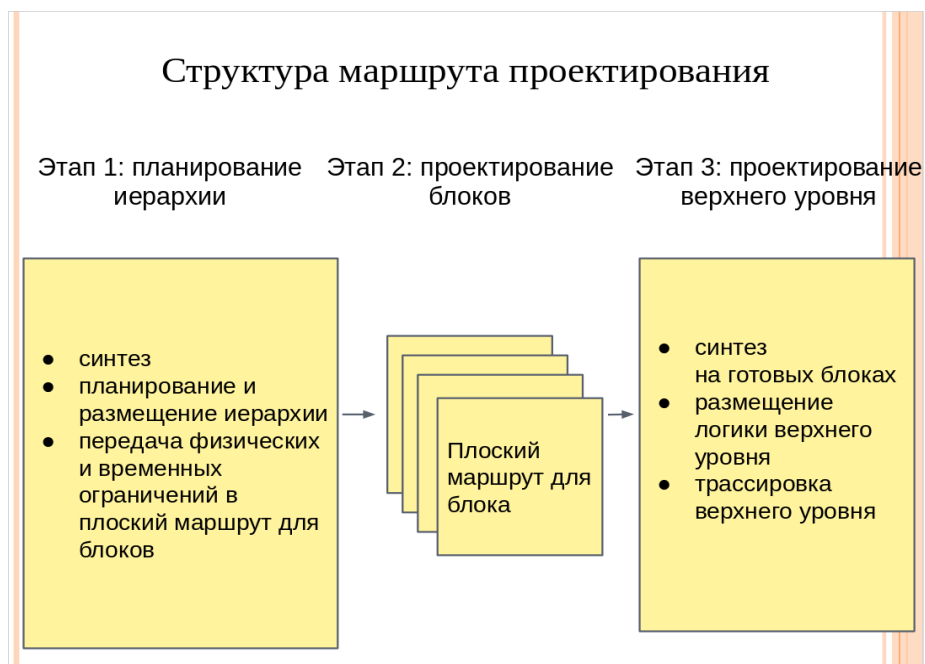 Структура маршрута проектирования
Этап 1: планирование
иерархии
Этап 2: проектирование
блоков
Этап 3: проектирование
верхнего уровня
● синтез
● планирование и
размещение иерархии
● передача физических
и временных
ограничений в
плоский маршрут для
блоков
Плоский
маршрут для
блока
● синтез
на готовых блоках
● размещение
логики верхнего
уровня
● трассировка
верхнего уровня